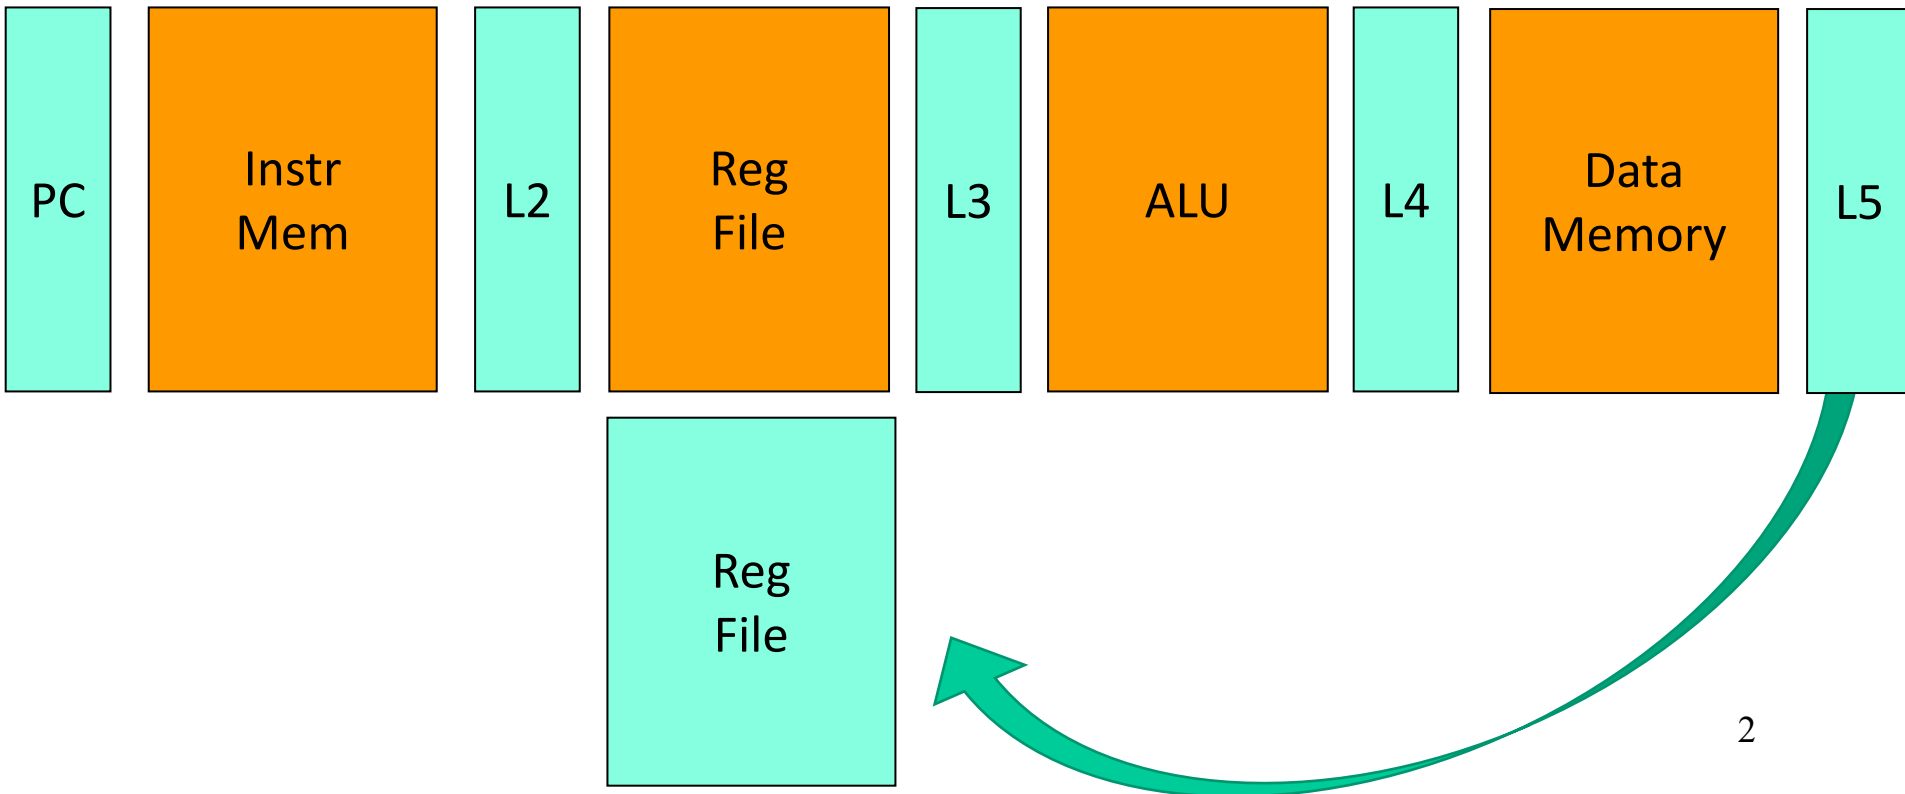 PC
Instr
Mem
L2
Reg
File
L3
ALU
L4
Data
Memory
L5
Reg
File
2